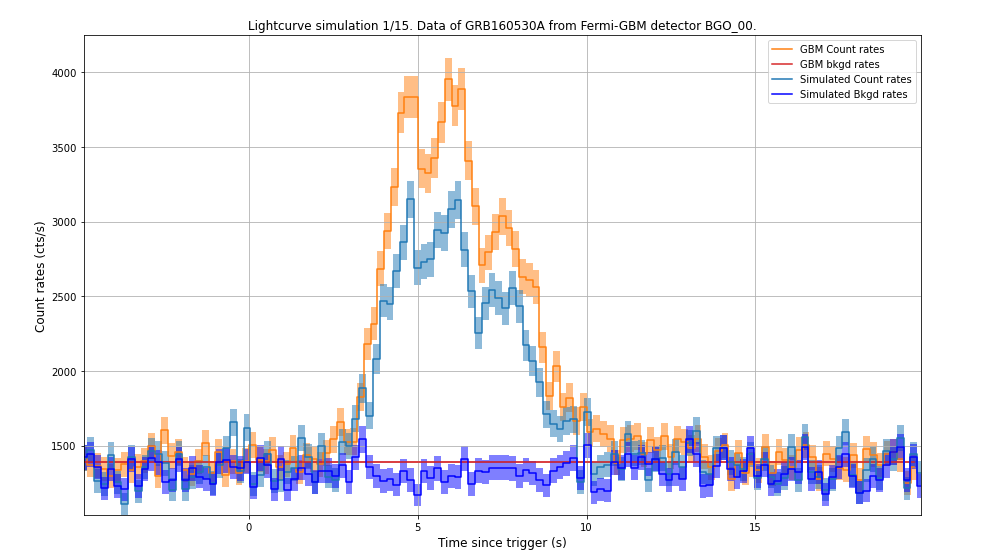 Lightcurve simulation 1/15. Data of GRB160530A from Fermi-GBM detector BGO_00.
GBM Count rates
GBM bkgd rates
Simulated Count rates
Simulated Bkgd rates
Count rates (cts/s)
4000
3500
3000
2500
2000
1500
0
5
10
15
Time since trigger (s)